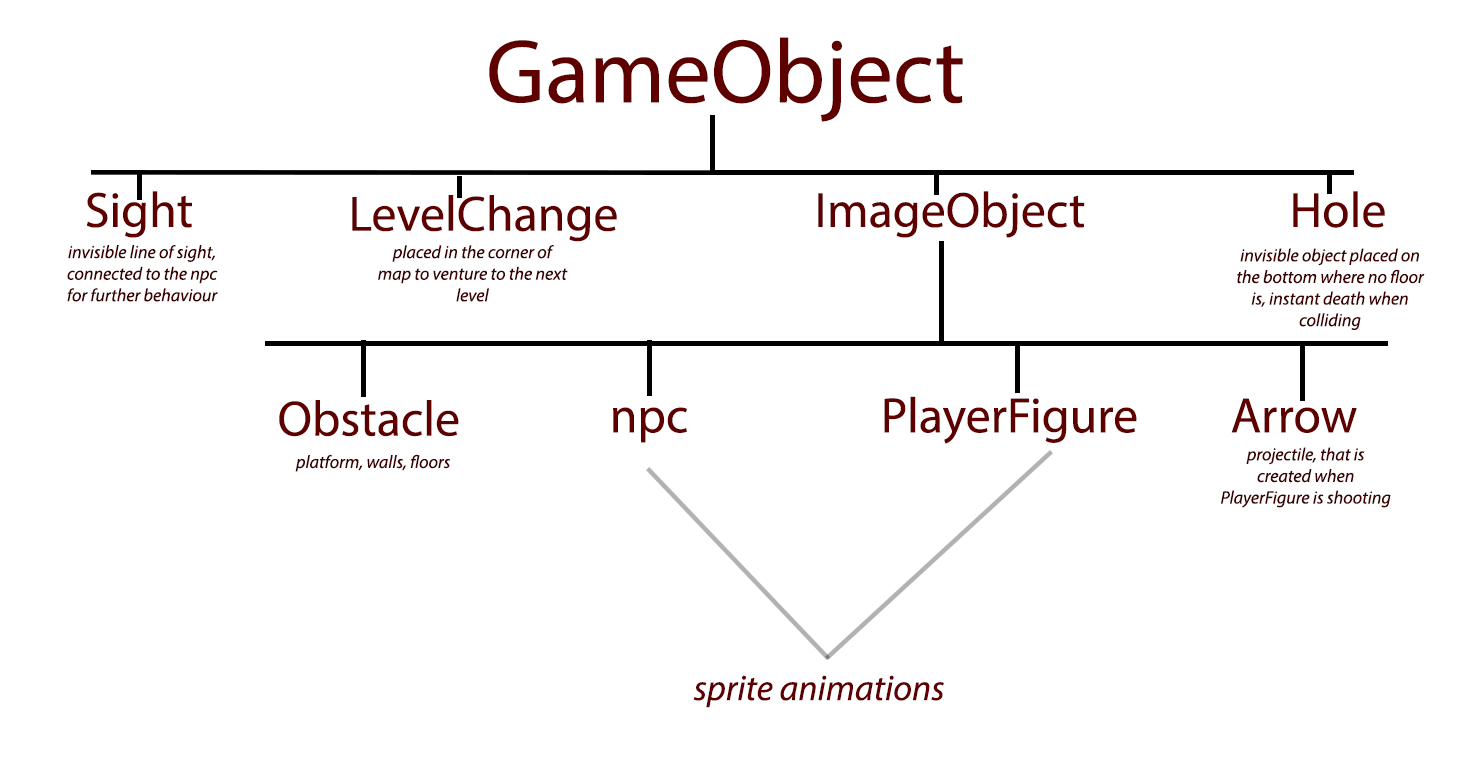 GameObject
Sight
invisible line of sight,
connected to the npc
for further behaviour
LevelChange
placed in the corner of
map to venture to the next
level
ImageObject
Hole
invisible object placed on
the bottom where no floor
is, instant death when
colliding
Obstacle
platform, walls, floors
npc
PlayerFigure
Arrow
projectile, that is
created when
PlayerFigure is shooting
sprite animations